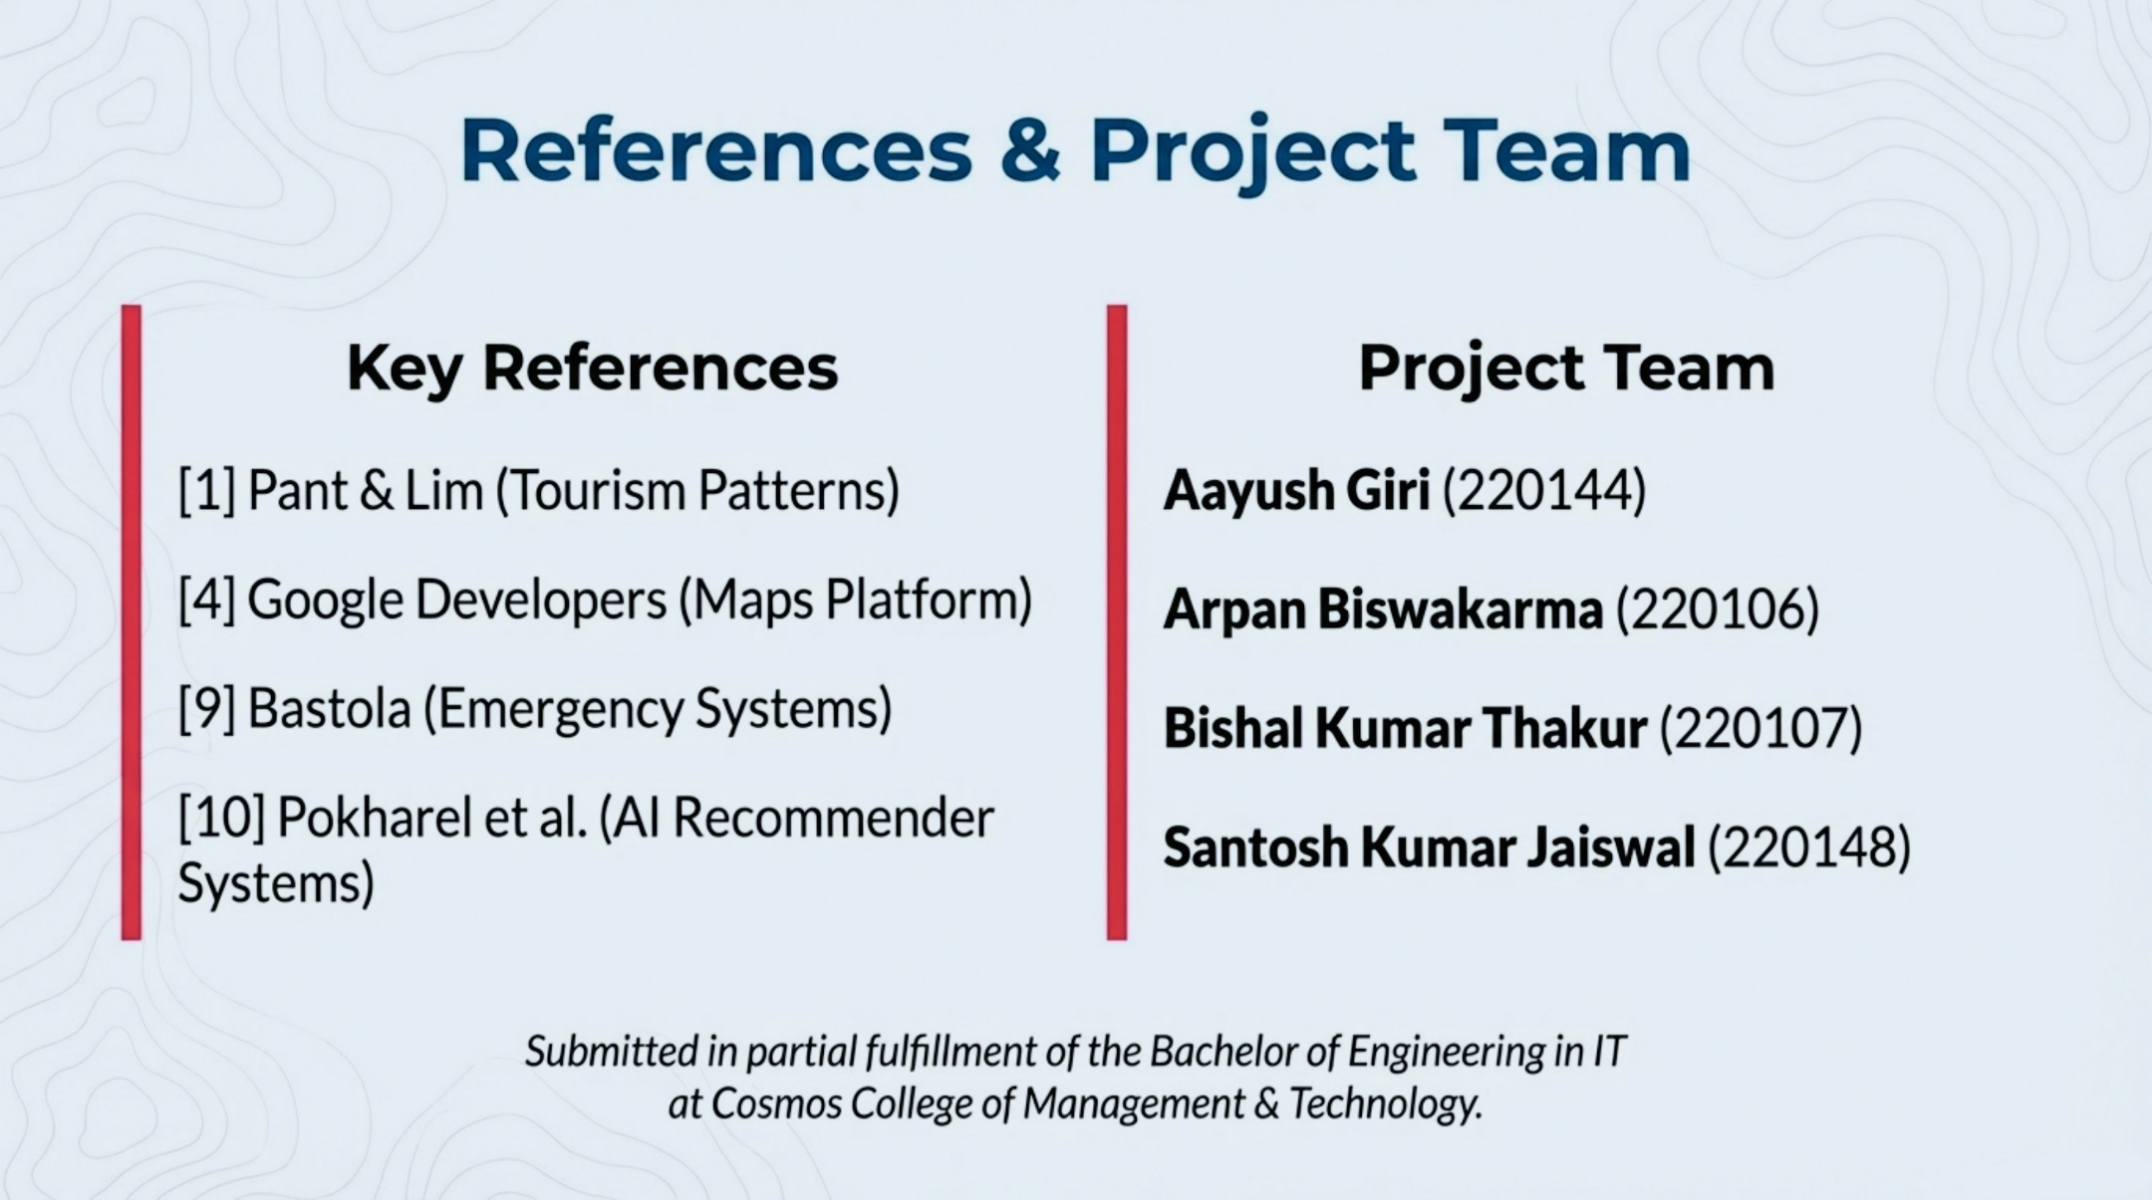 References & Project Team
Key References
[1] Pant & Lim (Tourism Patterns)
[4] Google Developers (Maps Platform)
[9] Bastola (Emergency Systems)
[10] Pokharel et al. (AI Recommender
Systems)
Project Team
Aayush Giri (220144)
Arpan Biswakarma (220106)
Bishal Kumar Thakur (220107)
Santosh Kumar Jaiswal (220148)
Submitted in partial fulfillment of the Bachelor of Engineering in IT
at Cosmos College of Management & Technology.